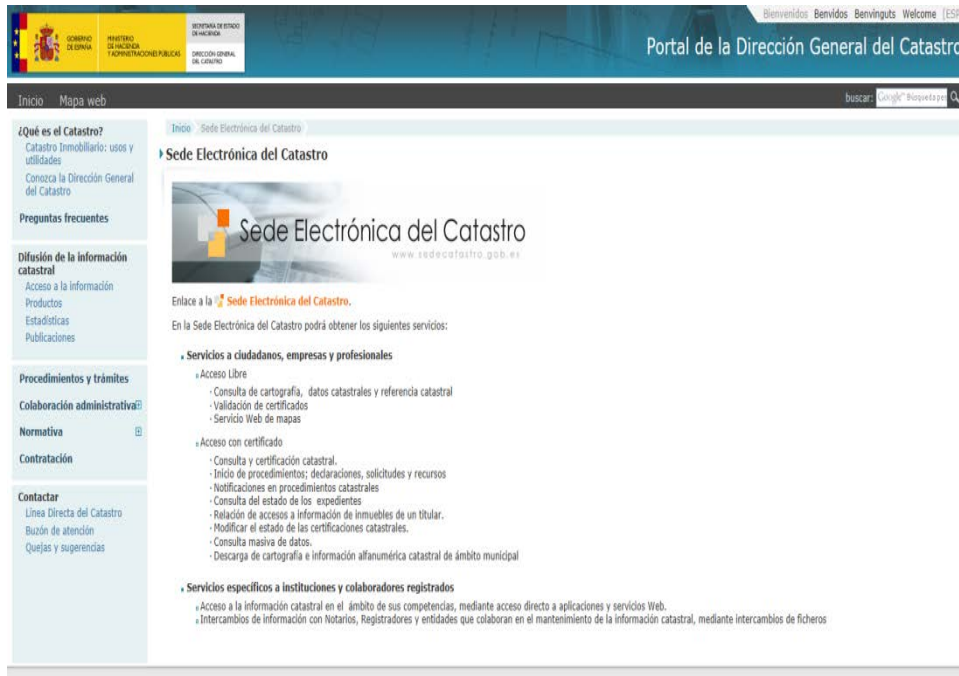 Bienvenidos Benvidos Benvinguts Welcome [ESP
GOBIERNO DE ESPAÑA
MINISTERIO DE HACIENDA Y ADMINISTRACIONES PÚBLICAS
SECRETARÍA DE ESTADO DE HACIENDA
DIRECCIÓN GENERAL DEL CATASTRO
Portal de la Dirección General del Catastro
Inicio Mapa web
buscar: Google
¿Qué es el Catastro?
Catastro Inmobiliario: usos y
utilidades
Conozca la Dirección General
del Catastro
Preguntas frecuentes
Difusión de la información
catastral
Acceso a la información
Productos
Estadísticas
Publicaciones
Procedimientos y trámites
Colaboración administrativa
Normativa
Contratación
Contactar
Línea Directa del Catastro
Buzón de atención
Quejas y sugerencias
Inicio Sede Electrónica del Catastro
Sede Electrónica del Catastro
Sede Electrónica del Catastro
www.sedecatastro.gob.es
Enlace a la Sede Electrónica del Catastro.
En la Sede Electrónica del Catastro podrá obtener los siguientes servicios:
Servicios a ciudadanos, empresas y profesionales
Acceso Libre
· Consulta de cartografía, datos catastrales y referencia catastral
· Validación de certificados
· Servicio Web de mapas
Acceso con certificado
· Consulta y certificación catastral.
· Inicio de procedimientos; declaraciones, solicitudes y recursos
· Notificaciones en procedimientos catastrales
· Consulta del estado de los expedientes
· Relación de accesos a información de inmuebles de un titular.
· Modificar el estado de las certificaciones catastrales.
· Consulta masiva de datos.
· Descarga de cartografía e información alfanumérica catastral de ámbito municipal
Servicios específicos a instituciones y colaboradores registrados
Acceso a la información catastral en el ámbito de sus competencias, mediante acceso directo a aplicaciones y servicios Web.
Intercambios de información con Notarios, Registradores y entidades que colaboran en el mantenimiento de la información catastral, mediante intercambios de ficheros